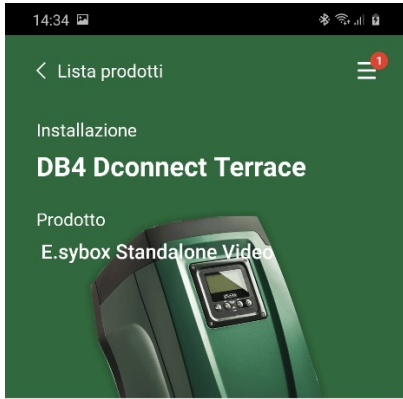 14:34
Lista prodotti
1
Installazione
DB4 Dconnect Terrace
Prodotto
E.sybox Standalone Video